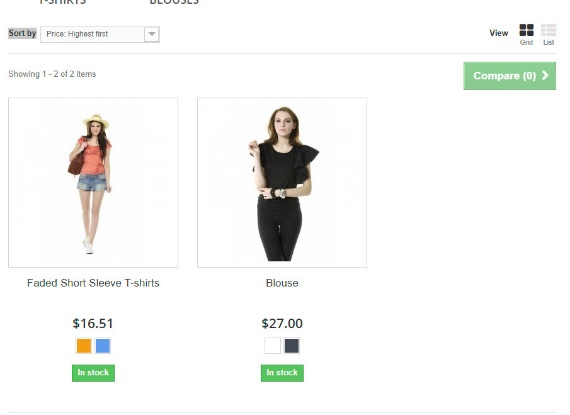 T-SHIRTS BLOUSES
Sort by Price: Highest first View Grid List
Showing 1 - 2 of 2 items Compare (0)
Faded Short Sleeve T-shirts Blouse
$16.51 $27.00
In stock In stock